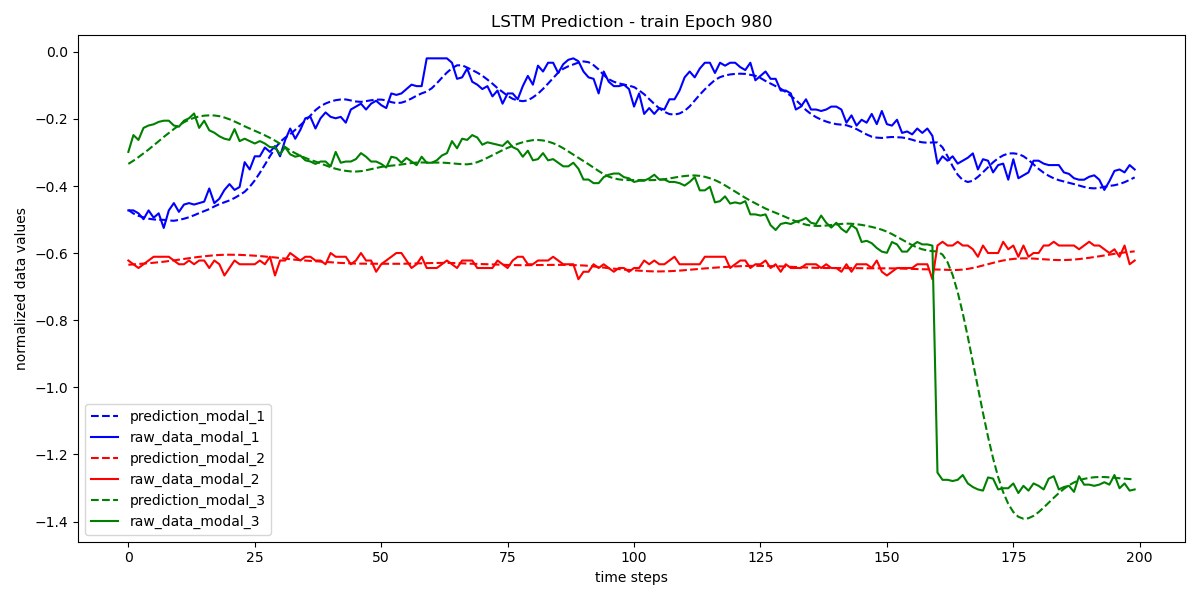 LSTM Prediction - train Epoch 980
normalized data values
0.0
−0.2
−0.4
−0.6
−0.8
−1.0
−1.2
−1.4
prediction_modal_1
raw_data_modal_1
prediction_modal_2
raw_data_modal_2
prediction_modal_3
raw_data_modal_3
0 25 50 75 100 125 150 175 200
time steps